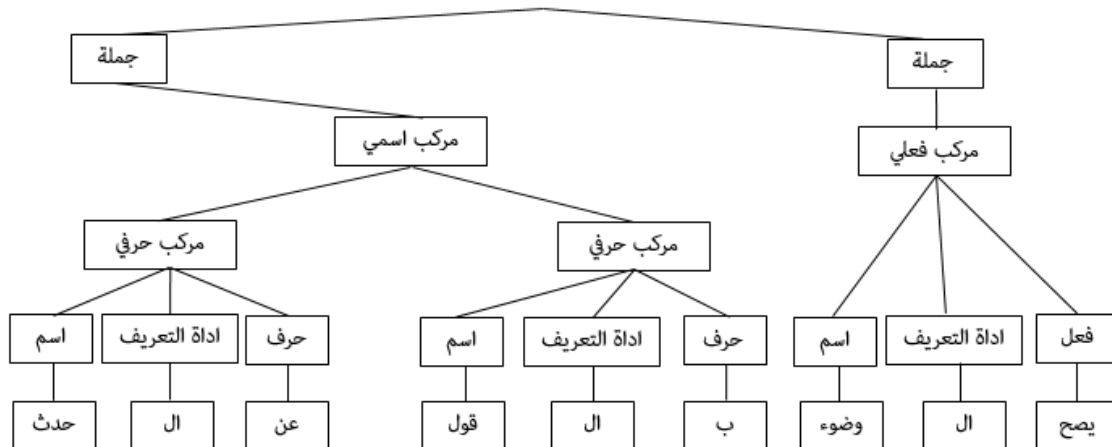 جملة جملة
مركب فعلي مركب اسمي
مركب حرفي مركب حرفي
فعل اداة التعريف اسم حرف اداة التعريف اسم حرف اداة التعريف اسم
يصح ال وضوء ب ال قول عن ال حدث